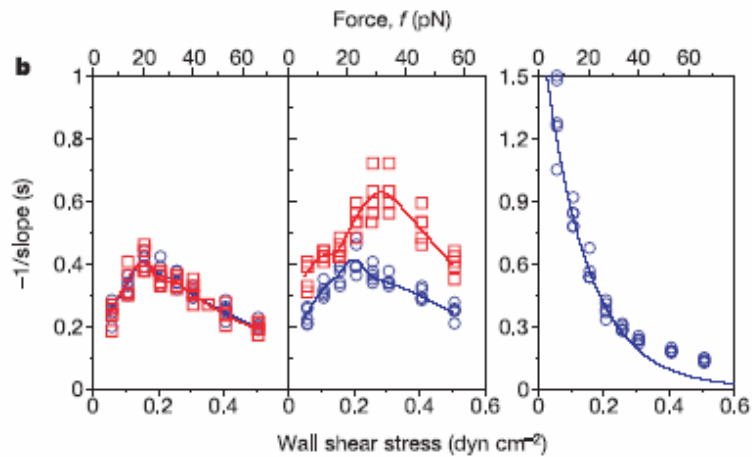 Force, f (pN)
0 20 40 60 0 20 40 60 0 20 40 60
b
1 1.5
0.8 1.2
0.6 0.9
0.4 0.6
0.2 0.3
0 0
–1/slope (s)
0 0.2 0.4 0 0.2 0.4 0.6 0 0.2 0.4 0.6
Wall shear stress (dyn cm–2)